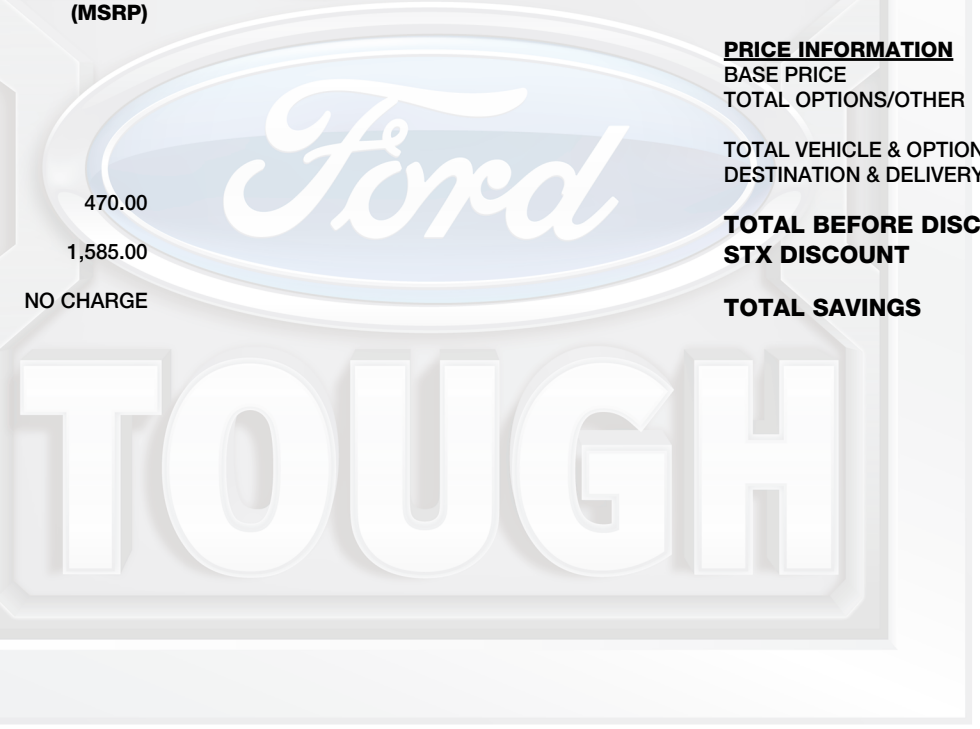 (MSRP)
470.00
1,585.00
NO CHARGE
PRICE INFORMATION
BASE PRICE
TOTAL OPTIONS/OTHER
TOTAL VEHICLE & OPTION
DESTINATION & DELIVERY
TOTAL BEFORE DISC
STX DISCOUNT
TOTAL SAVINGS
Ford
TOUGH